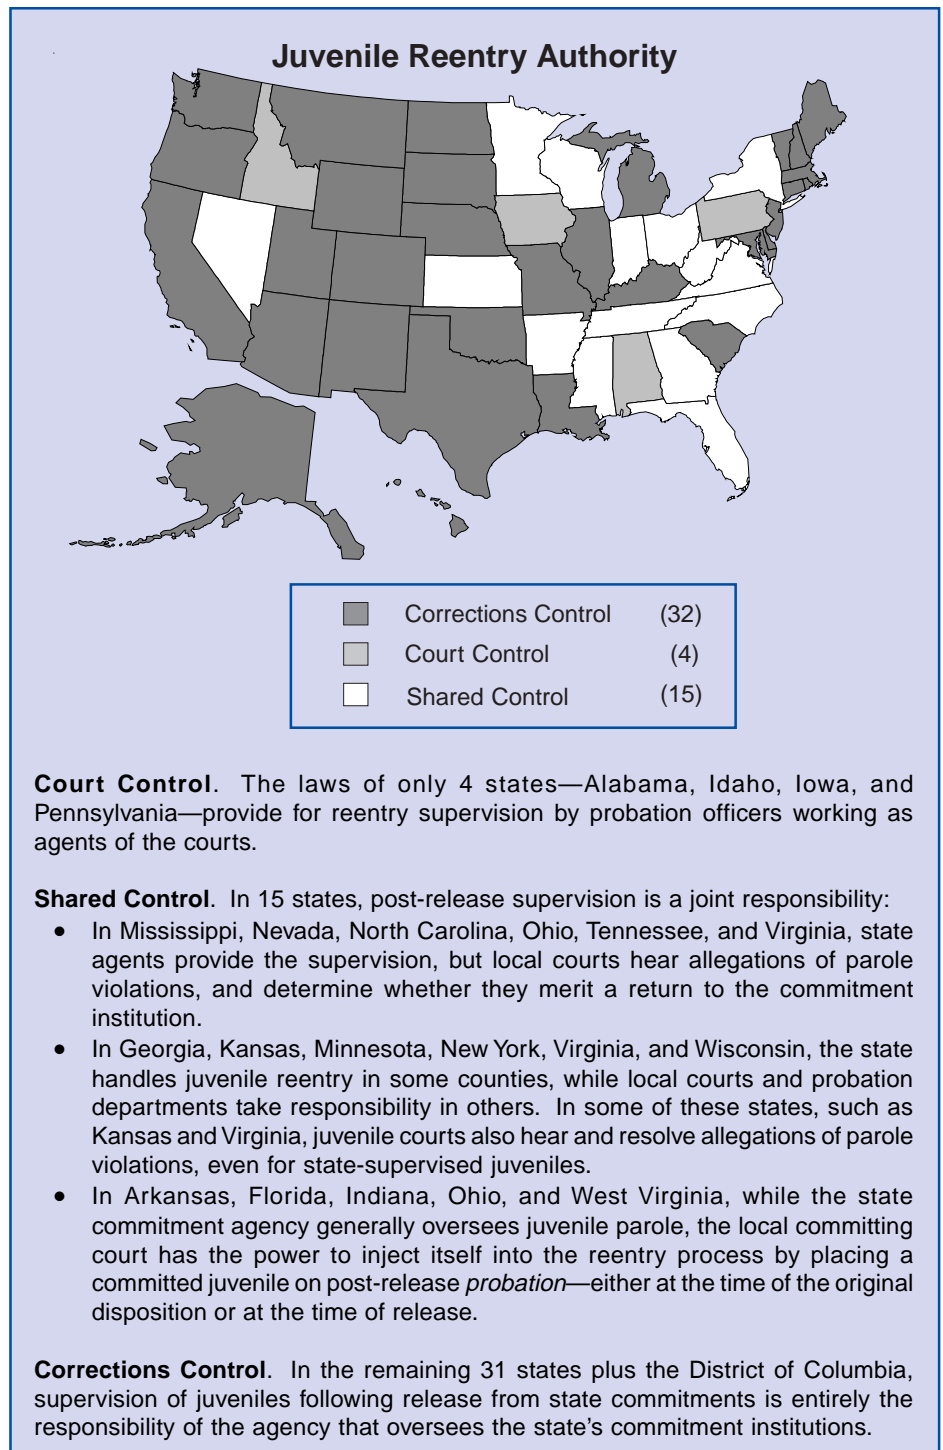 Juvenile Reentry Authority
Corrections Control (32)
Court Control (4)
Shared Control (15)
Court Control. The laws of only 4 states—Alabama, Idaho, Iowa, and
Pennsylvania—provide for reentry supervision by probation officers working as
agents of the courts.
Shared Control. In 15 states, post-release supervision is a joint responsibility:
• In Mississippi, Nevada, North Carolina, Ohio, Tennessee, and Virginia, state
agents provide the supervision, but local courts hear allegations of parole
violations, and determine whether they merit a return to the commitment
institution.
• In Georgia, Kansas, Minnesota, New York, Virginia, and Wisconsin, the state
handles juvenile reentry in some counties, while local courts and probation
departments take responsibility in others. In some of these states, such as
Kansas and Virginia, juvenile courts also hear and resolve allegations of parole
violations, even for state-supervised juveniles.
• In Arkansas, Florida, Indiana, Ohio, and West Virginia, while the state
commitment agency generally oversees juvenile parole, the local committing
court has the power to inject itself into the reentry process by placing a
committed juvenile on post-release probation—either at the time of the original
disposition or at the time of release.
Corrections Control. In the remaining 31 states plus the District of Columbia,
supervision of juveniles following release from state commitments is entirely the
responsibility of the agency that oversees the state's commitment institutions.